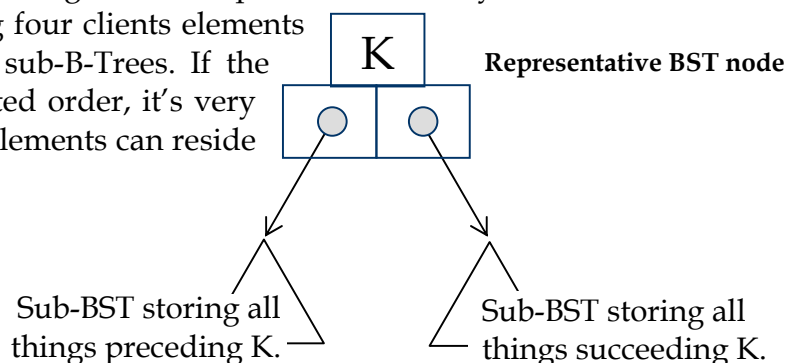 g four clients elements
sub-B-Trees. If the
ted order, it's very
lements can reside
K
Representative BST node
Sub-BST storing all
things preceding K.
Sub-BST storing all
things succeeding K.